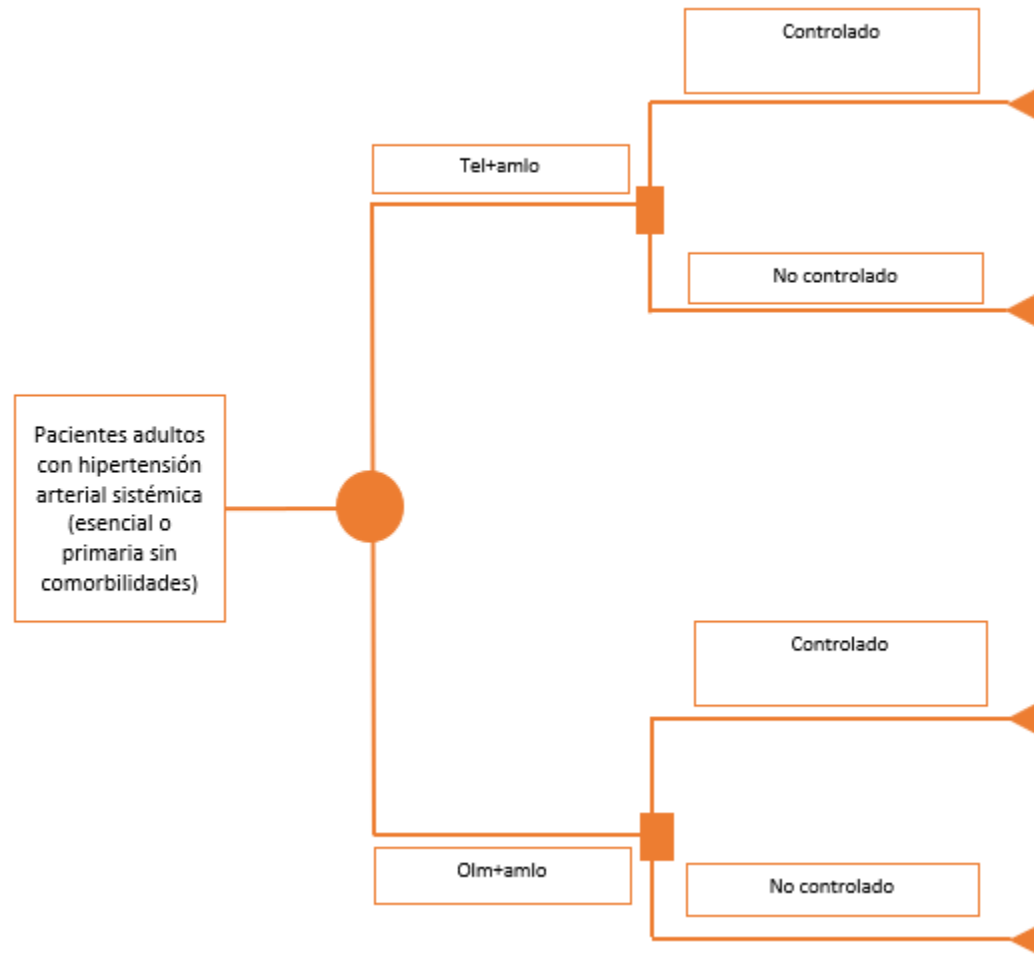 Controlado
Tel+amlo
No controlado
Pacientes adultos
con hipertensión
arterial sistémica
(esencial o
primaria sin
comorbilidades)
Controlado
Olm+amlo
No controlado